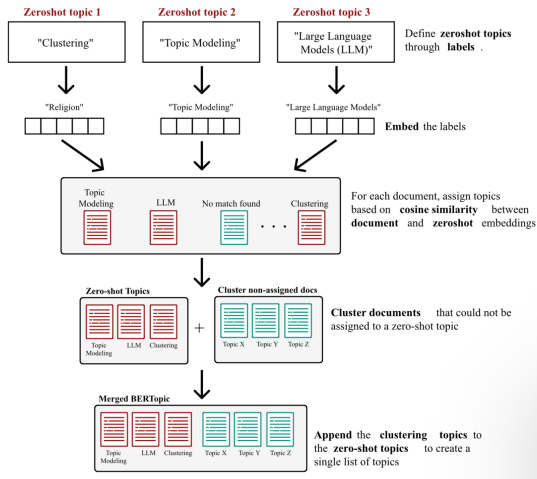 Zeroshot topic 1
Zeroshot topic 2
Zeroshot topic 3
"Clustering"
"Topic Modeling"
"Large Language
Models (LLM)"
Define zeroshot topics
through labels .
"Religion"
"Topic Modeling"
"Large Language Models"
Embed the labels
Topic
Modeling
LLM
No match found
. . .
Clustering
For each document, assign topics
based on cosine similarity between
document and zeroshot embeddings
Zero-shot Topics
Topic
Modeling
LLM
Clustering
+
Cluster non-assigned docs
Topic X
Topic Y
Topic Z
Cluster documents that could not be
assigned to a zero-shot topic
Merged BERTopic
Topic
Modeling
LLM
Clustering
Topic X
Topic Y
Topic Z
Append the clustering topics to
the zero-shot topics to create a
single list of topics